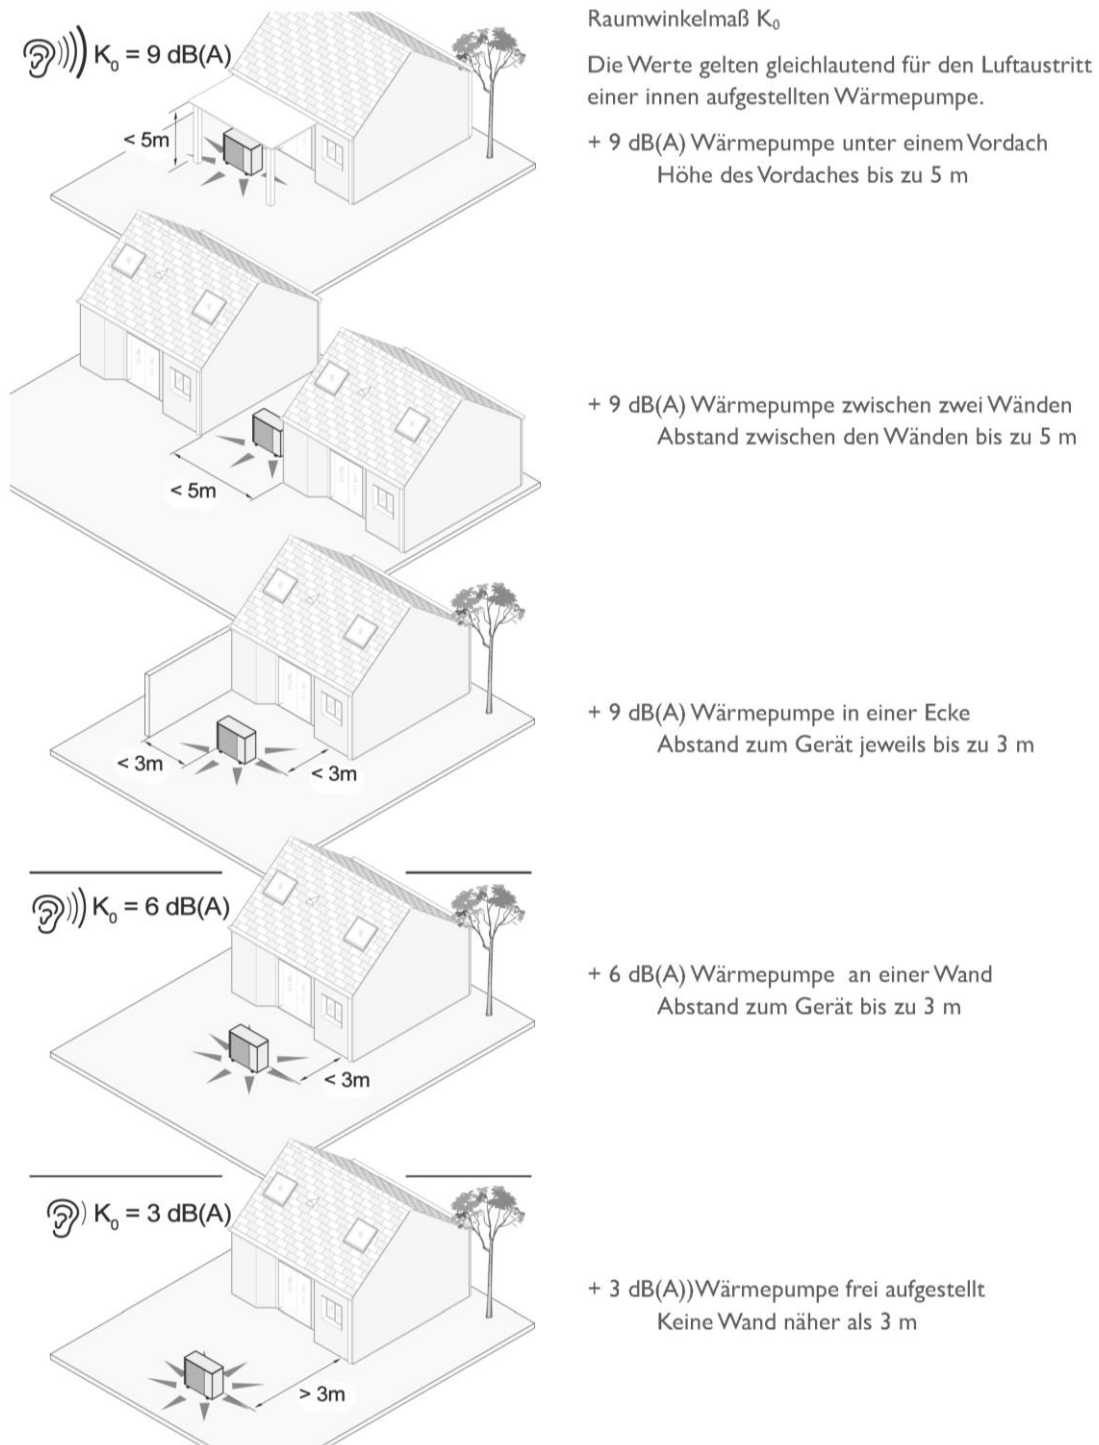 K₀ = 9 dB(A)
Raumwinkelmaß K₀
Die Werte gelten gleichlautend für den Luftaustritt
einer innen aufgestellten Wärmepumpe.
< 5m
+ 9 dB(A) Wärmepumpe unter einem Vordach
Höhe des Vordaches bis zu 5 m
+ 9 dB(A) Wärmepumpe zwischen zwei Wänden
Abstand zwischen den Wänden bis zu 5 m
< 5m
+ 9 dB(A) Wärmepumpe in einer Ecke
Abstand zum Gerät jeweils bis zu 3 m
< 3m
< 3m
K₀ = 6 dB(A)
+ 6 dB(A) Wärmepumpe an einer Wand
Abstand zum Gerät bis zu 3 m
< 3m
K₀ = 3 dB(A)
+ 3 dB(A))Wärmepumpe frei aufgestellt
Keine Wand näher als 3 m
> 3m